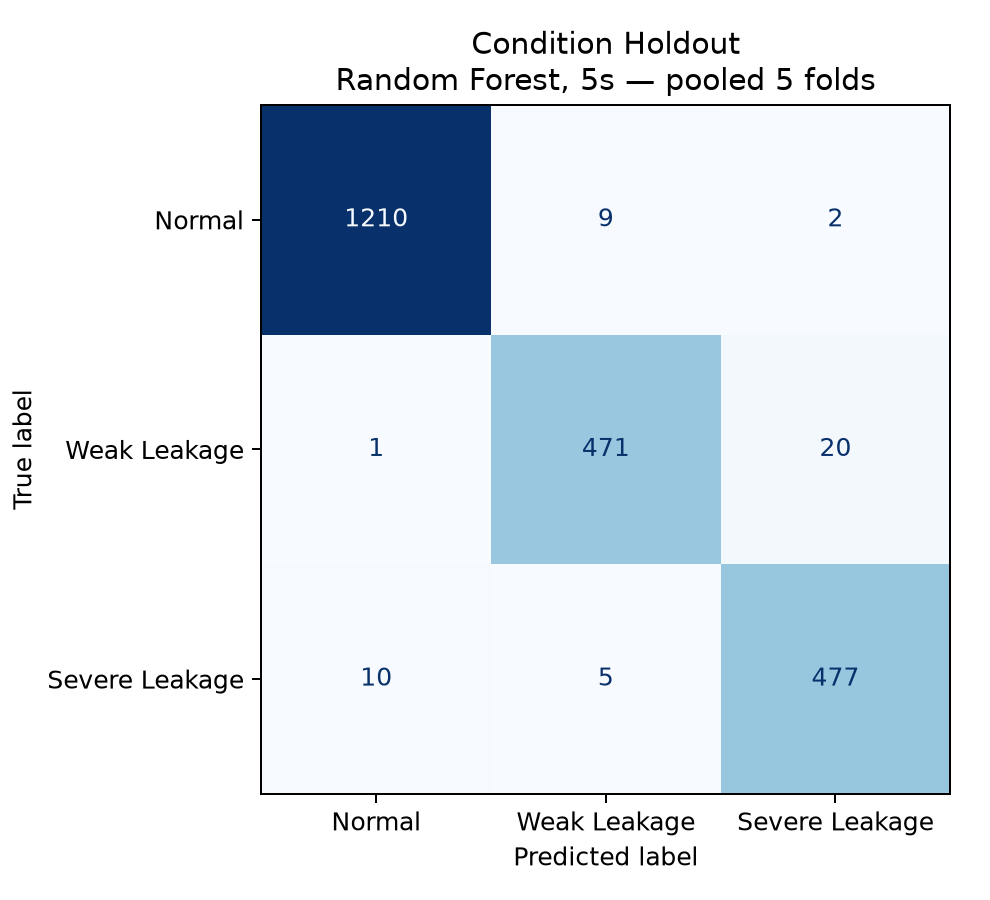 Condition Holdout
Random Forest, 5s — pooled 5 folds
True label
Normal
1210
9
2
Weak Leakage
1
471
20
Severe Leakage
10
5
477
Normal
Weak Leakage
Severe Leakage
Predicted label